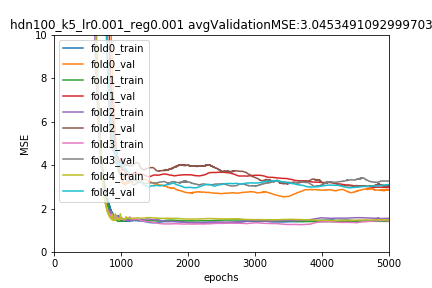 hdn100_k5_lr0.001_reg0.001 avgValidationMSE:3.0453491092999703
10
8
6
4
2
0
MSE
fold0_train
fold0_val
fold1_train
fold1_val
fold2_train
fold2_val
fold3_train
fold3_val
fold4_train
fold4_val
0 1000 2000 3000 4000 5000
epochs